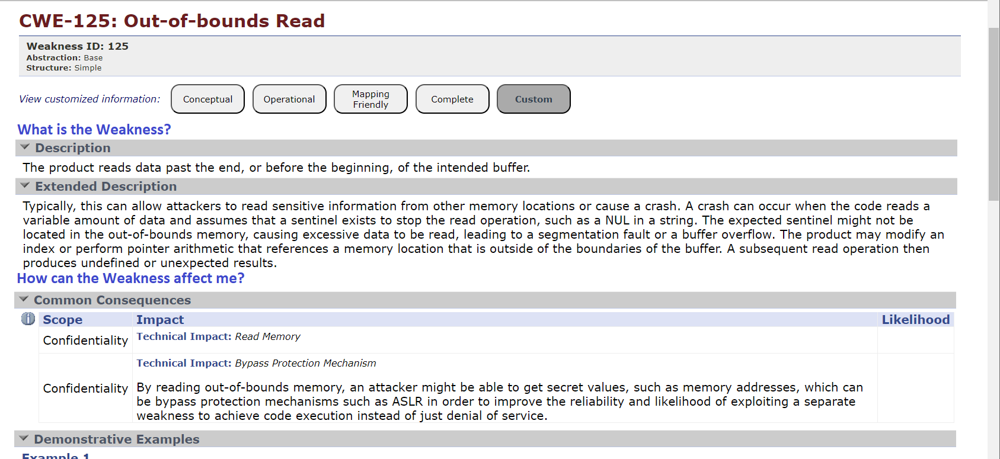 CWE-125: Out-of-bounds Read
Weakness ID: 125
Abstraction: Base
Structure: Simple
View customized information:
Conceptual
Operational
Mapping
Friendly
Complete
Custom
What is the Weakness?
Description
The product reads data past the end, or before the beginning, of the intended buffer.
Extended Description
Typically, this can allow attackers to read sensitive information from other memory locations or cause a crash. A crash can occur when the code reads a
variable amount of data and assumes that a sentinel exists to stop the read operation, such as a NUL in a string. The expected sentinel might not be
located in the out-of-bounds memory, causing excessive data to be read, leading to a segmentation fault or a buffer overflow. The product may modify an
index or perform pointer arithmetic that references a memory location that is outside of the boundaries of the buffer. A subsequent read operation then
produces undefined or unexpected results.
How can the Weakness affect me?
Common Consequences
Scope Impact Likelihood
Confidentiality Technical Impact: Read Memory
Technical Impact: Bypass Protection Mechanism
Confidentiality
By reading out-of-bounds memory, an attacker might be able to get secret values, such as memory addresses, which can
be bypass protection mechanisms such as ASLR in order to improve the reliability and likelihood of exploiting a separate
weakness to achieve code execution instead of just denial of service.
Demonstrative Examples
Example 1